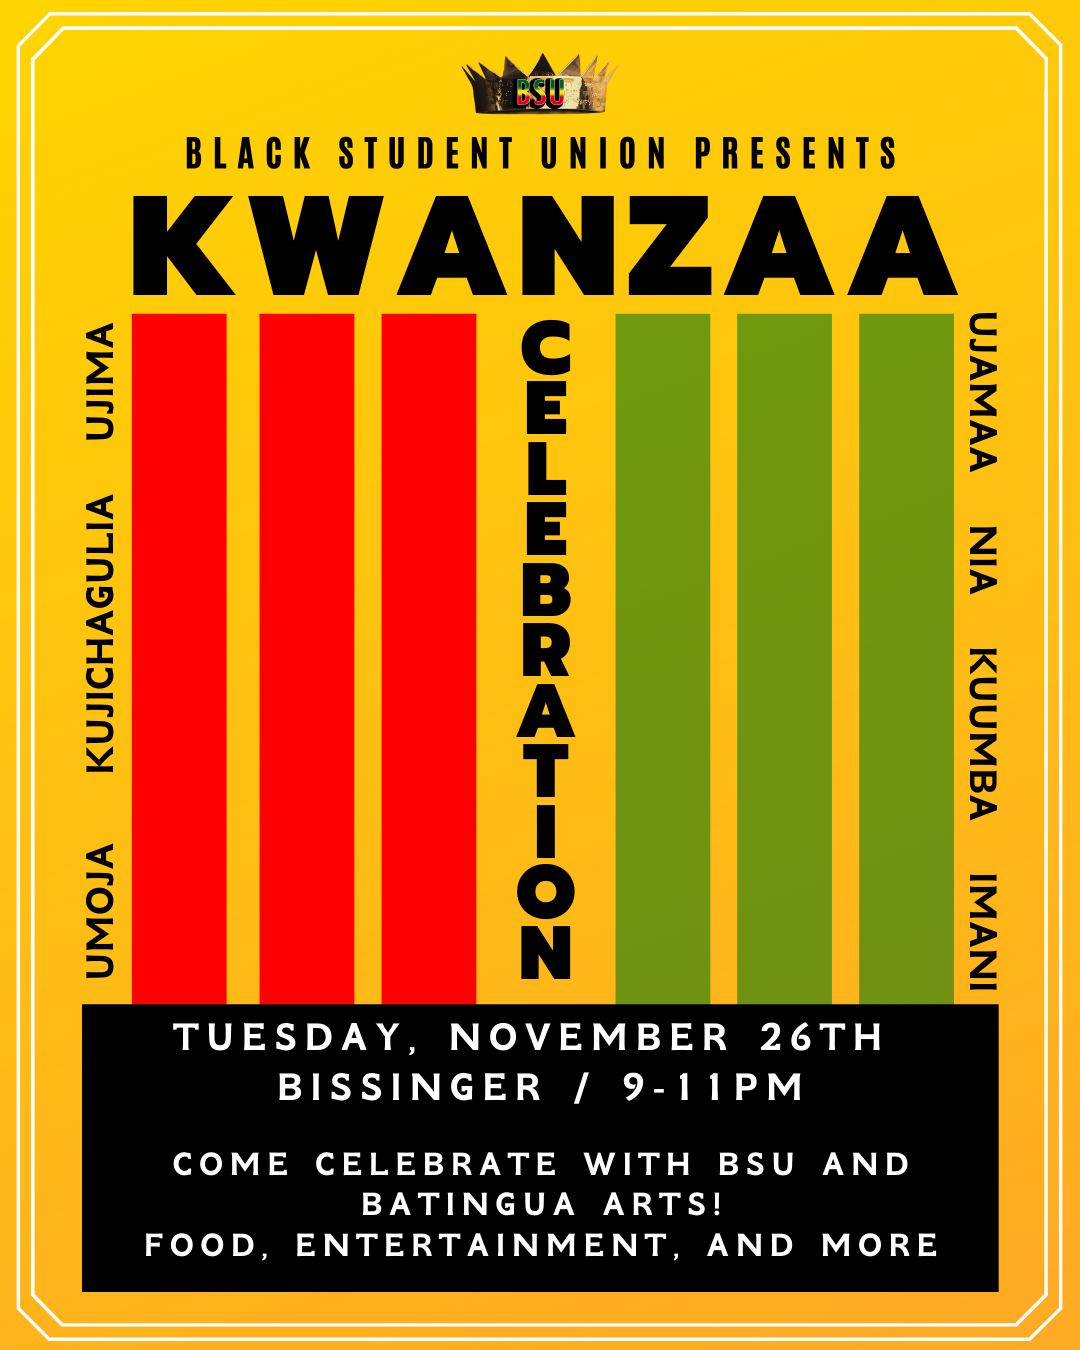 BSU
BLACK STUDENT UNION PRESENTS
KWANZAA
UMOJA KUJICHAGULIA UJIMA
CELEBRATION
UJAMAA NIA KUUMBA IMANI
TUESDAY, NOVEMBER 26TH
BISSINGER / 9-11PM
COME CELEBRATE WITH BSU AND
BATINGUA ARTS!
FOOD, ENTERTAINMENT, AND MORE